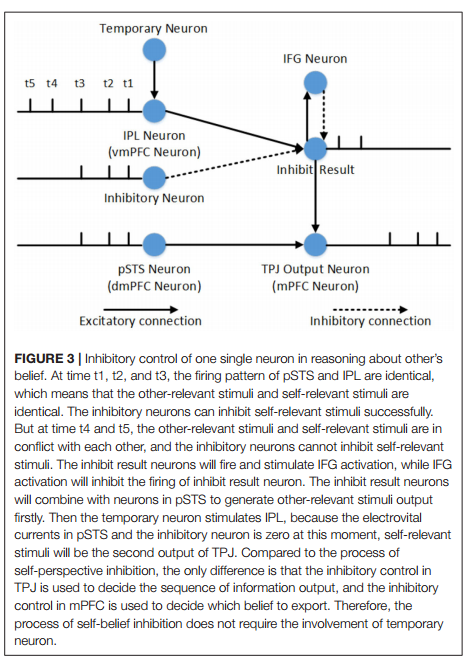 Temporary Neuron
IFG Neuron
t5 t4 t3 t2 t1
IPL Neuron
(vmPFC Neuron)
Inhibit Result
Inhibitory Neuron
pSTS Neuron
(dmPFC Neuron)
TPJ Output Neuron
(mPFC Neuron)
Excitatory connection
Inhibitory connection
FIGURE 3 | Inhibitory control of one single neuron in reasoning about other's
belief. At time t1, t2, and t3, the firing pattern of pSTS and IPL are identical,
which means that the other-relevant stimuli and self-relevant stimuli are
identical. The inhibitory neurons can inhibit self-relevant stimuli successfully.
But at time t4 and t5, the other-relevant stimuli and self-relevant stimuli are in
conflict with each other, and the inhibitory neurons cannot inhibit self-relevant
stimuli. The inhibit result neurons will fire and stimulate IFG activation, while IFG
activation will inhibit the firing of inhibit result neuron. The inhibit result neurons
will combine with neurons in pSTS to generate other-relevant stimuli output
firstly. Then the temporary neuron stimulates IPL, because the electrovital
currents in pSTS and the inhibitory neuron is zero at this moment, self-relevant
stimuli will be the second output of TPJ. Compared to the process of
self-perspective inhibition, the only difference is that the inhibitory control in
TPJ is used to decide the sequence of information output, and the inhibitory
control in mPFC is used to decide which belief to export. Therefore, the
process of self-belief inhibition does not require the involvement of temporary
neuron.